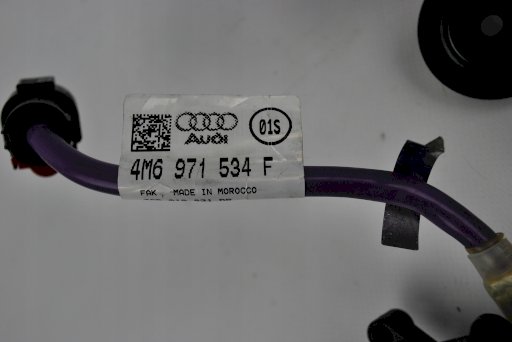 01S
Audi
4M6 971 534 F
FAK, MADE IN MOROCCO